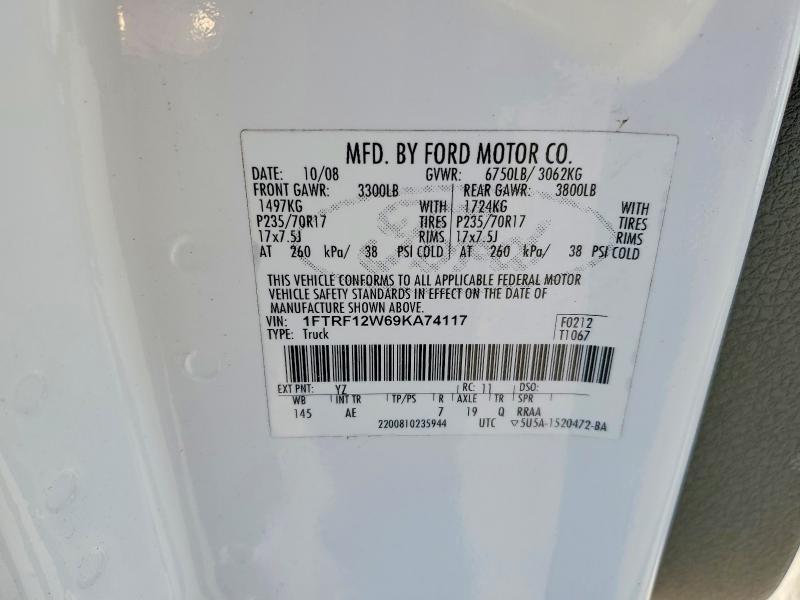 MFD. BY FORD MOTOR CO.
DATE: 10/08 GVWR: 6750LB/ 3062KG
FRONT GAWR: 3300LB REAR GAWR: 3800LB
1497KG WITH 1724KG WITH
P235/70R17 TIRES P235/70R17 TIRES
17x7.5J RIMS 17x7.5J RIMS
AT 260 kPa/ 38 PSI COLD AT 260 kPa/ 38 PSI COLD
THIS VEHICLE CONFORMS TO ALL APPLICABLE FEDERAL MOTOR
VEHICLE SAFETY STANDARDS IN EFFECT ON THE DATE OF
MANUFACTURE SHOWN ABOVE.
VIN: 1FTRF12W69KA74117 F0212
TYPE: Truck T1067
EXT PNT: YZ RC: 11 DSO:
WB INT TR TP/PS R AXLE TR SPR
145 AE 7 19 Q RRAA
2200810235944 UTC ▽5U5A-1520472-BA